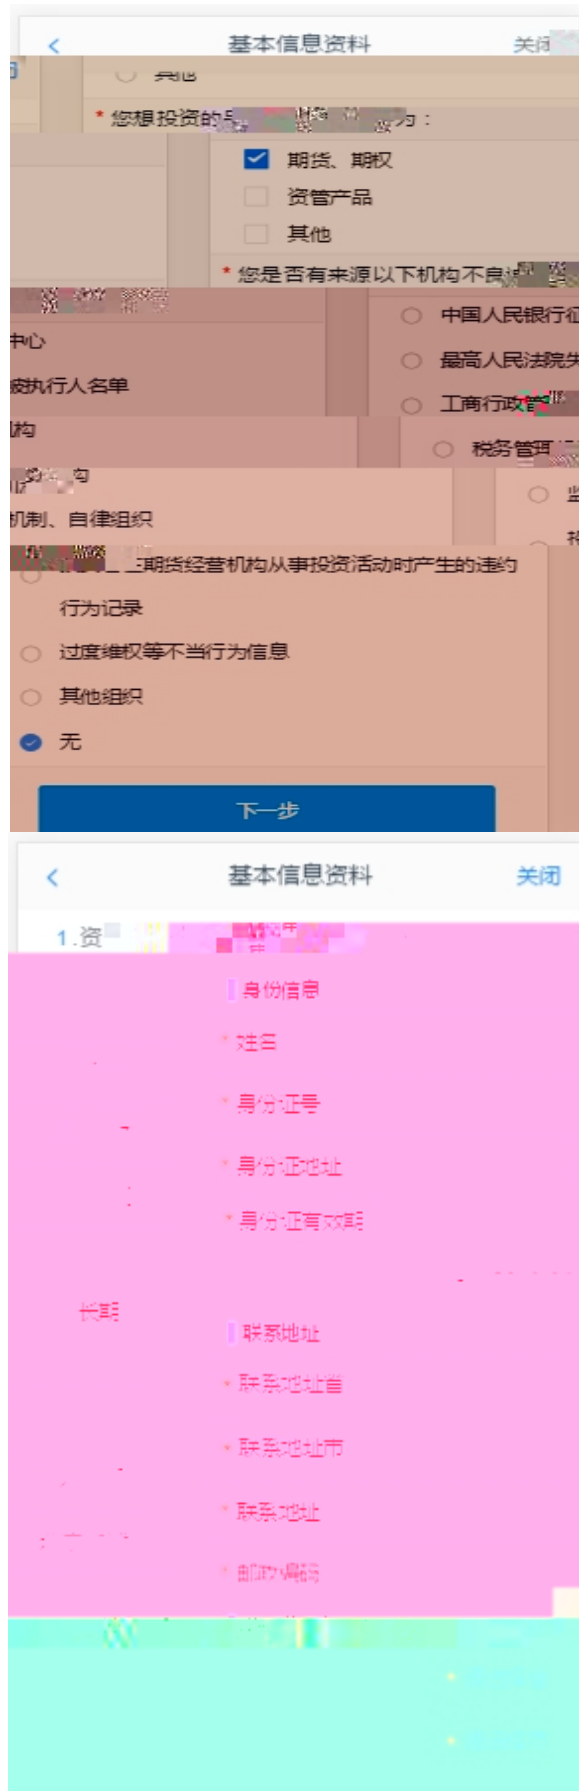 < 基本信息资料 关闭
其他
* 您想投资的 为：
期货、期权
资管产品
其他
* 您是否有来源以下机构不良
中国人民银行征
中心
最高人民法院失
被执行人名单
工商行政管
机构
税务管理
构
机制、自律组织
期货经营机构从事投资活动时产生的违约
行为记录
过度维权等不当行为信息
其他组织
无
下一步
< 基本信息资料 关闭
1.资
身份信息
* 姓名
* 身份证号
* 身份证地址
* 身份证有效期
长期
联系地址
* 联系地址省
* 联系地址市
* 联系地址
* 邮政编码